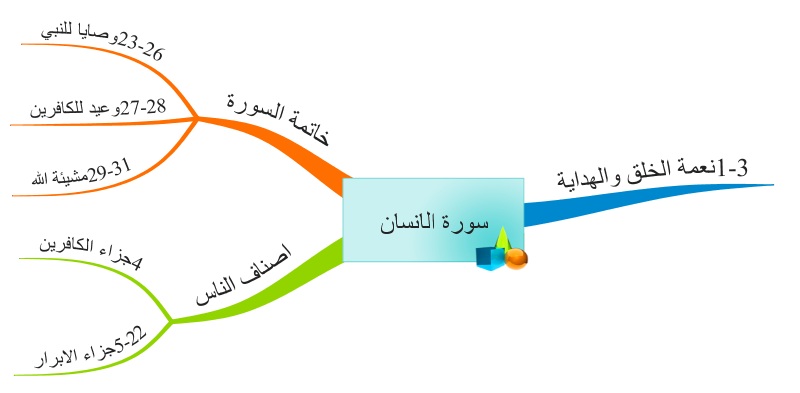 سورة الانسان
1-3نعمة الخلق والهداية
اصناف الناس
4جزاء الكافرين
5-22جزاء الابرار
خاتمة السورة
23-26وصايا للنبي
27-28وعيد للكافرين
29-31مشيئة الله